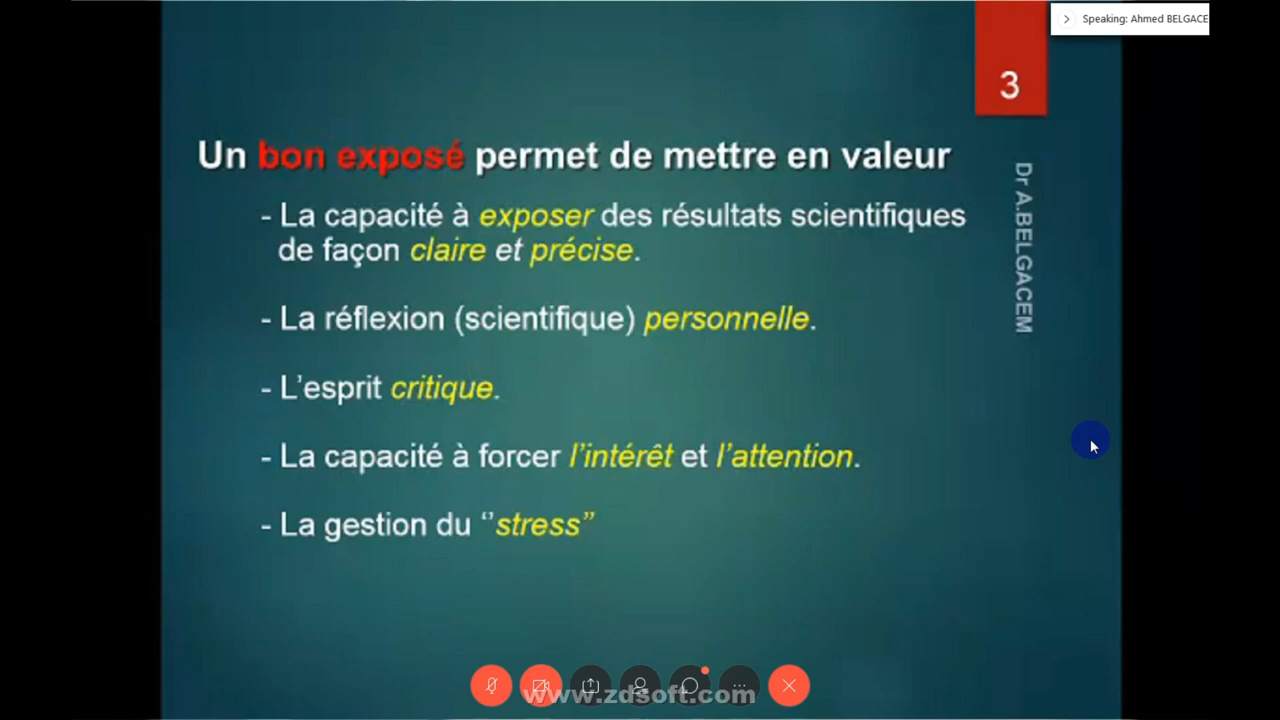 Speaking: Ahmed BELGACE
3
Un bon exposé permet de mettre en valeur
- La capacité à exposer des résultats scientifiques
de façon claire et précise.
- La réflexion (scientifique) personnelle.
- L’esprit critique.
- La capacité à forcer l’intérêt et l’attention.
- La gestion du ‘’stress’’
Dr A.BELGACEM
www.zdsoft.com